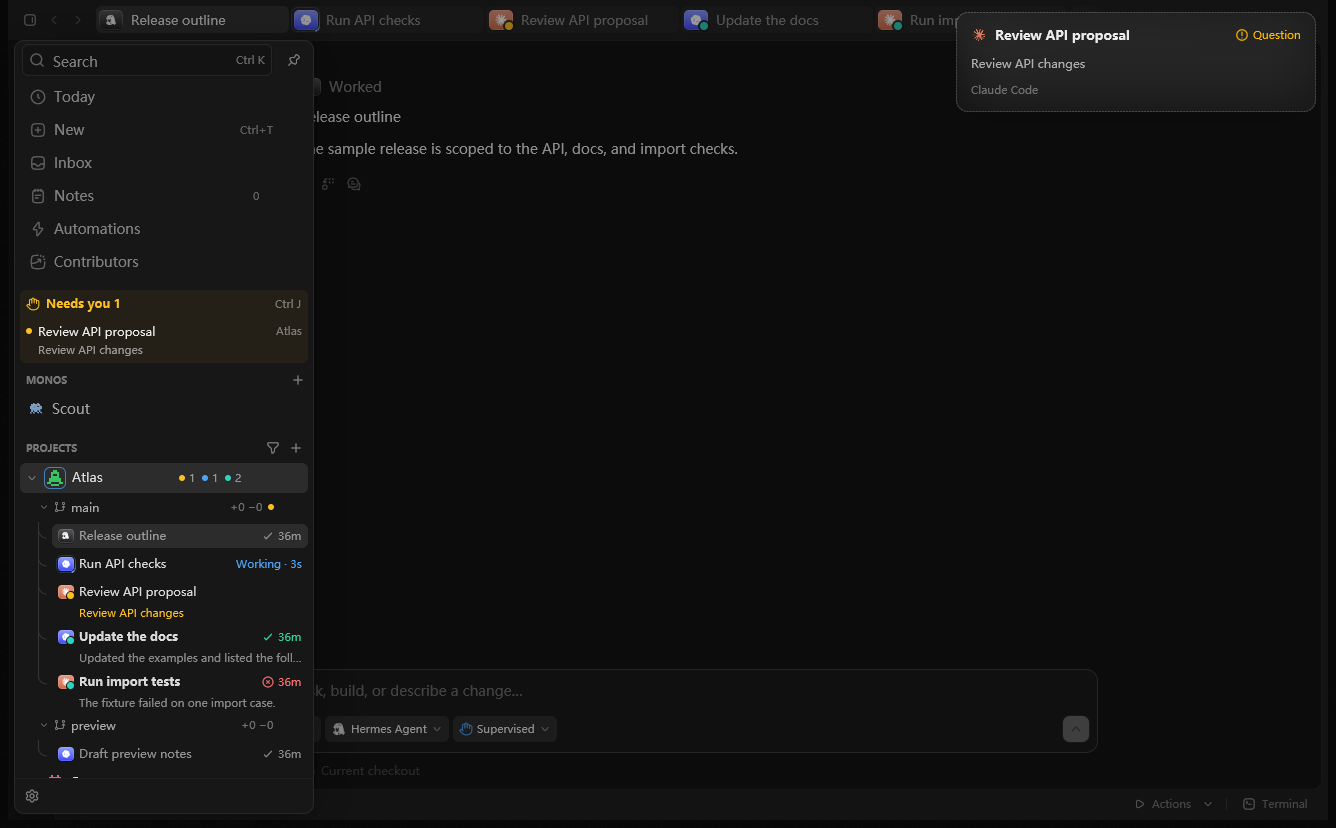 Release outline
Run API checks
Review API proposal
Update the docs
Run
Review API proposal
Question
Review API changes
Claude Code
Search
Ctrl K
Today
New
Ctrl+T
Inbox
Notes
0
Automations
Contributors
Needs you 1
Ctrl J
Review API proposal
Atlas
Review API changes
MONOS
Scout
PROJECTS
Atlas
1 1 2
main
+0 −0
Release outline
36m
Run API checks
Working · 3s
Review API proposal
Review API changes
Update the docs
36m
Updated the examples and listed the foll...
Run import tests
36m
The fixture failed on one import case.
preview
+0 −0
Draft preview notes
36m
Worked
elease outline
sample release is scoped to the API, docs, and import checks.
build, or describe a change...
Hermes Agent
Supervised
Current checkout
Actions
Terminal